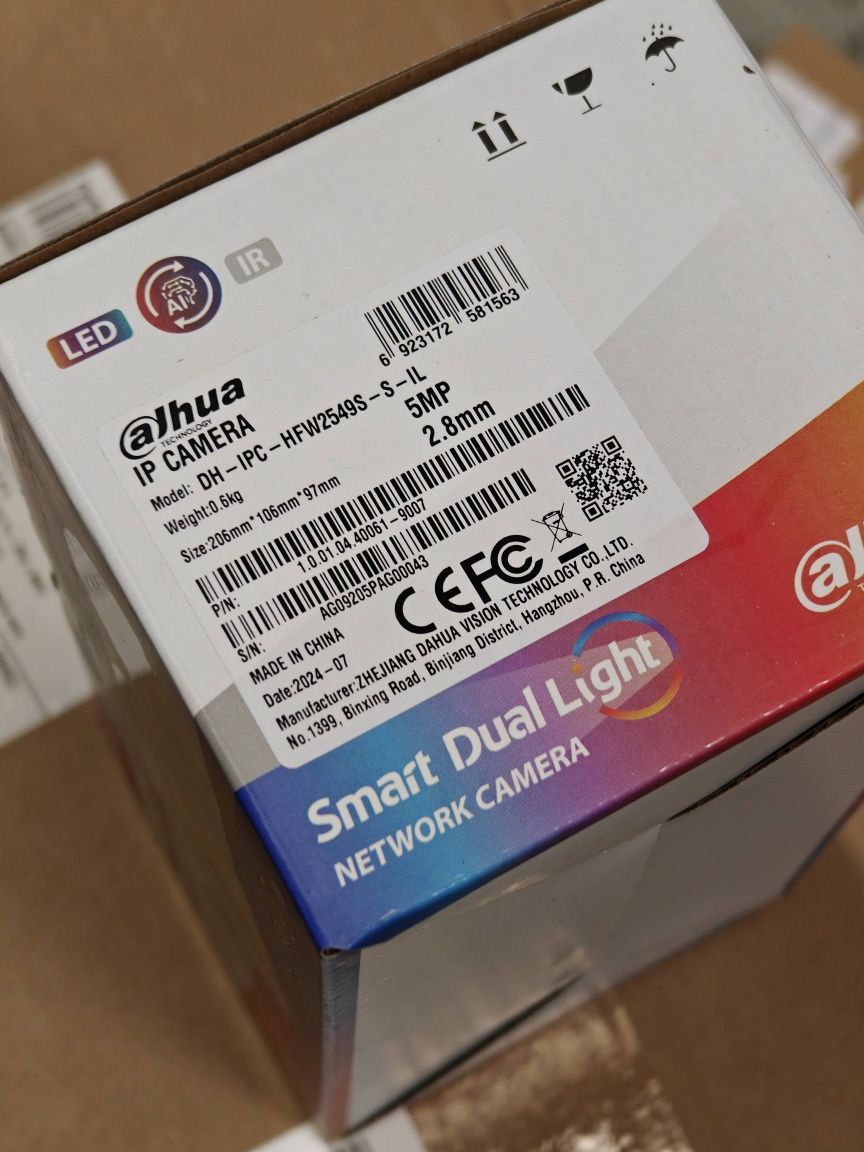 LED
AI
IR
6 923172 581563
alhua
TECHNOLOGY
IP CAMERA
Model: DH-IPC-HFW2549S-S-IL
5MP
Weight:0.6kg
2.8mm
Size:206mm*106mm*97mm
P/N:
1.0.01.04.40061-9007
S/N:
AG09205PAG00043
CE FC
MADE IN CHINA
Date:2024-07
Manufacturer:ZHEJIANG DAHUA VISION TECHNOLOGY CO.,LTD.
No.1399, Binxing Road, Binjiang District, Hangzhou, P.R. China
Smart Dual Light
NETWORK CAMERA